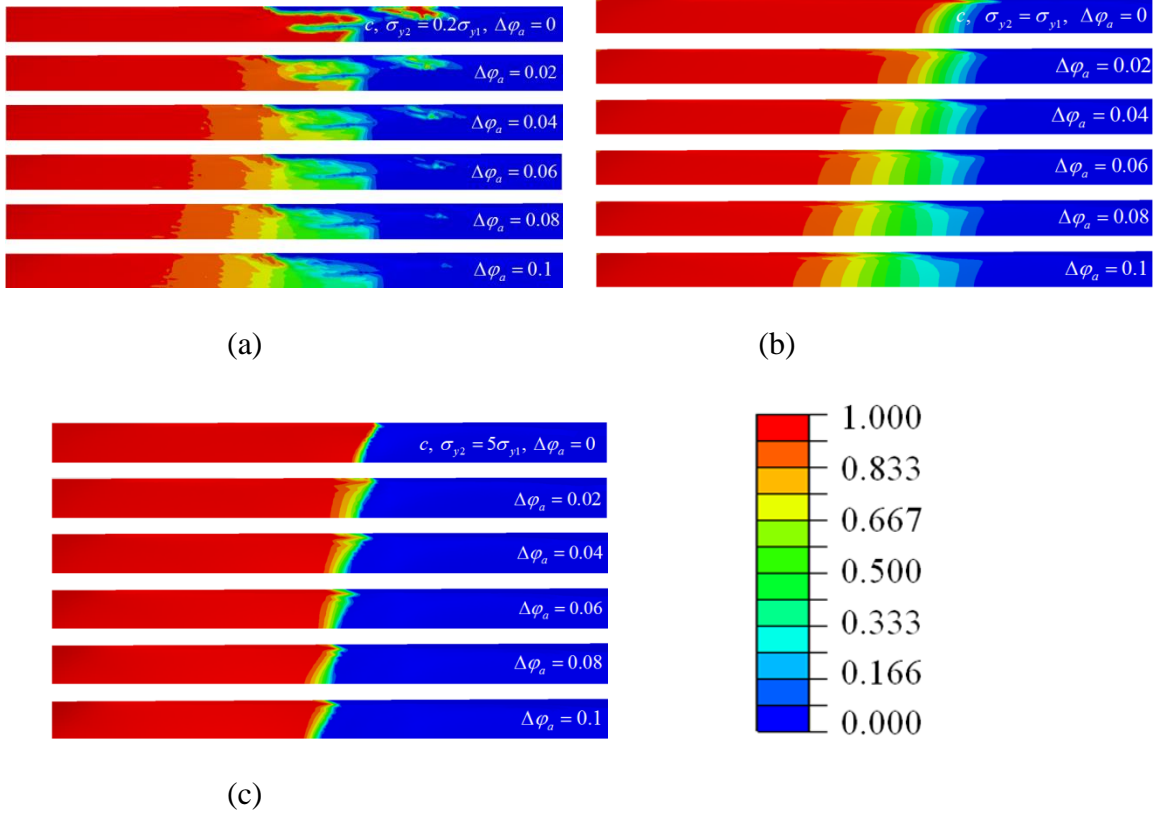 c, σy2 = 0.2σy1, Δφa = 0
Δφa = 0.02
Δφa = 0.04
Δφa = 0.06
Δφa = 0.08
Δφa = 0.1
(a)
c, σy2 = σy1, Δφa = 0
Δφa = 0.02
Δφa = 0.04
Δφa = 0.06
Δφa = 0.08
Δφa = 0.1
(b)
c, σy2 = 5σy1, Δφa = 0
Δφa = 0.02
Δφa = 0.04
Δφa = 0.06
Δφa = 0.08
Δφa = 0.1
(c)
1.000
0.833
0.667
0.500
0.333
0.166
0.000